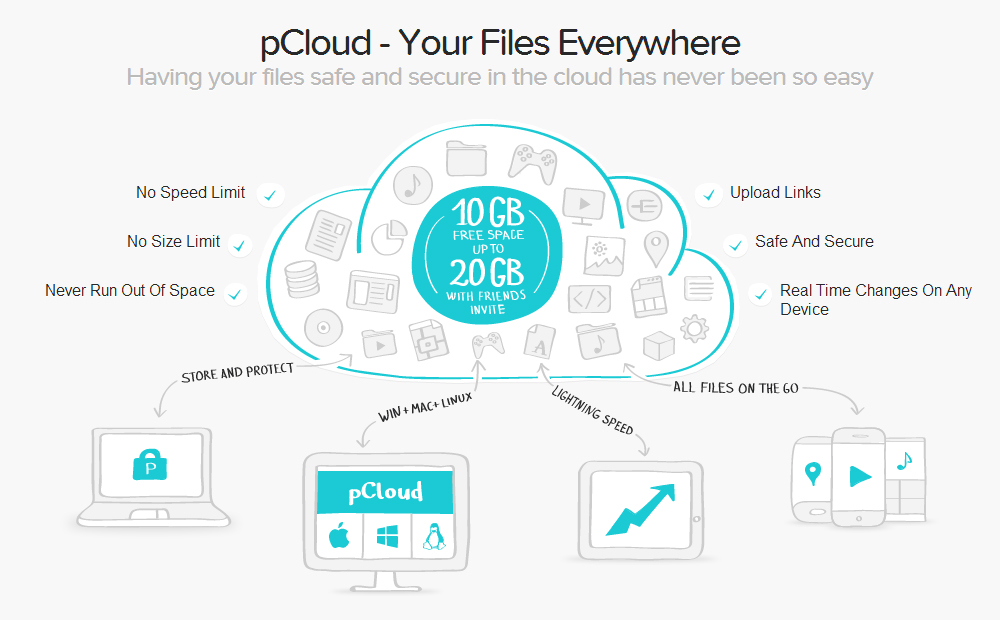 pCloud - Your Files Everywhere
Having your files safe and secure in the cloud has never been so easy
No Speed Limit
No Size Limit
Never Run Out Of Space
10 GB
FREE SPACE
UP TO
20 GB
WITH FRIENDS
INVITE
Upload Links
Safe And Secure
Real Time Changes On Any
Device
A
STORE AND PROTECT
WIN + MAC + LINUX
LIGHTNING SPEED
ALL FILES ON THE GO
P
pCloud